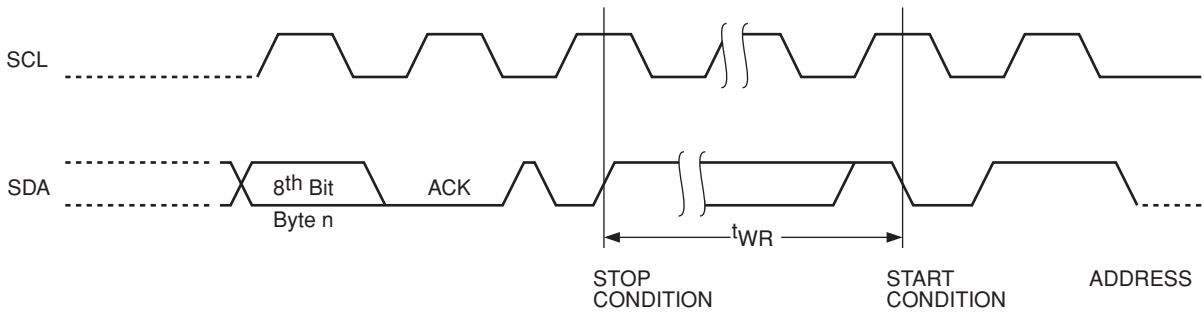 SCL
SDA
8th Bit
Byte n
ACK
tWR
STOP
CONDITION
START
CONDITION
ADDRESS